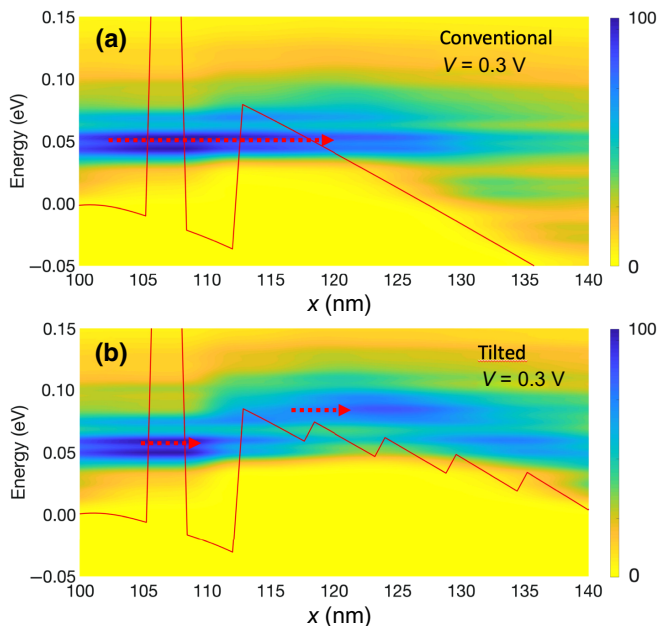 (a)
Conventional
V = 0.3 V
Energy (eV)
0.15
0.10
0.05
0.00
−0.05
100 105 110 115 120 125 130 135 140
x (nm)
100
0
(b)
Tilted
V = 0.3 V
Energy (eV)
0.15
0.10
0.05
0.00
−0.05
100 105 110 115 120 125 130 135 140
x (nm)
100
0